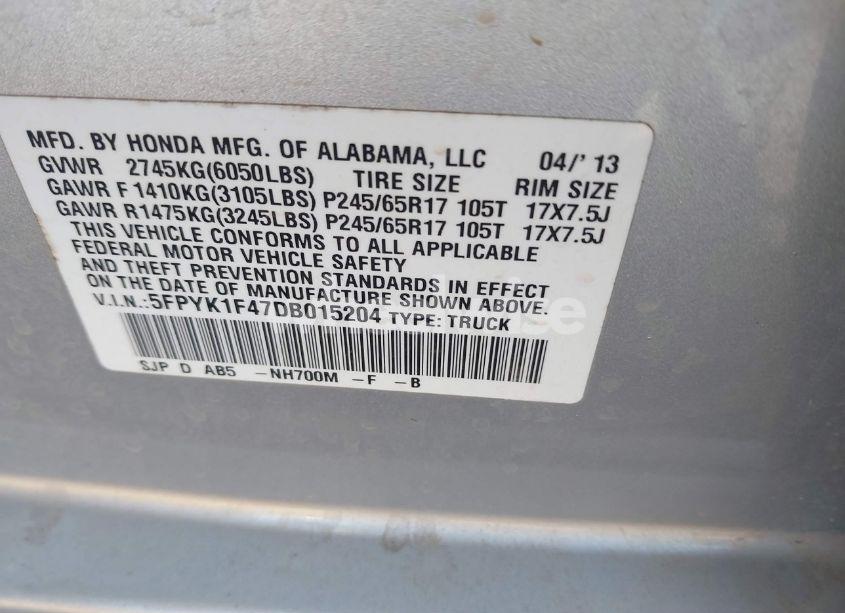 MFD. BY HONDA MFG. OF ALABAMA, LLC 04/'13
GVWR 2745KG(6050LBS) TIRE SIZE RIM SIZE
GAWR F 1410KG(3105LBS) P245/65R17 105T 17X7.5J
GAWR R1475KG(3245LBS) P245/65R17 105T 17X7.5J
THIS VEHICLE CONFORMS TO ALL APPLICABLE
FEDERAL MOTOR VEHICLE SAFETY
AND THEFT PREVENTION STANDARDS IN EFFECT
ON THE DATE OF MANUFACTURE SHOWN ABOVE.
V.I.N.:5FPYK1F47DB015204 TYPE: TRUCK
SJP D AB5 -NH700M -F -B